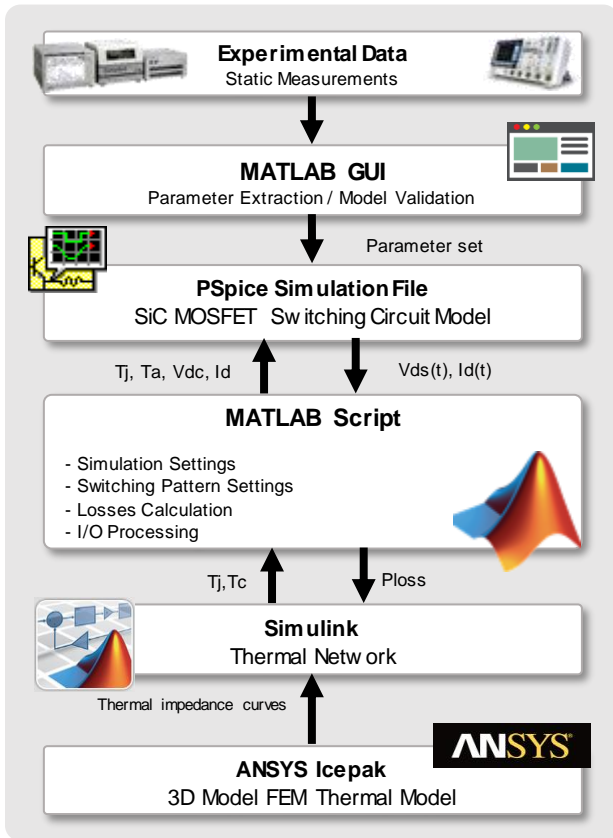 Experimental Data
Static Measurements
MATLAB GUI
Parameter Extraction / Model Validation
Parameter set
PSpice Simulation File
SiC MOSFET Switching Circuit Model
Tj, Ta, Vdc, Id
Vds(t), Id(t)
MATLAB Script
- Simulation Settings
- Switching Pattern Settings
- Losses Calculation
- I/O Processing
Tj,Tc
Ploss
Simulink
Thermal Network
Thermal impedance curves
ANSYS®
ANSYS Icepak
3D Model FEM Thermal Model